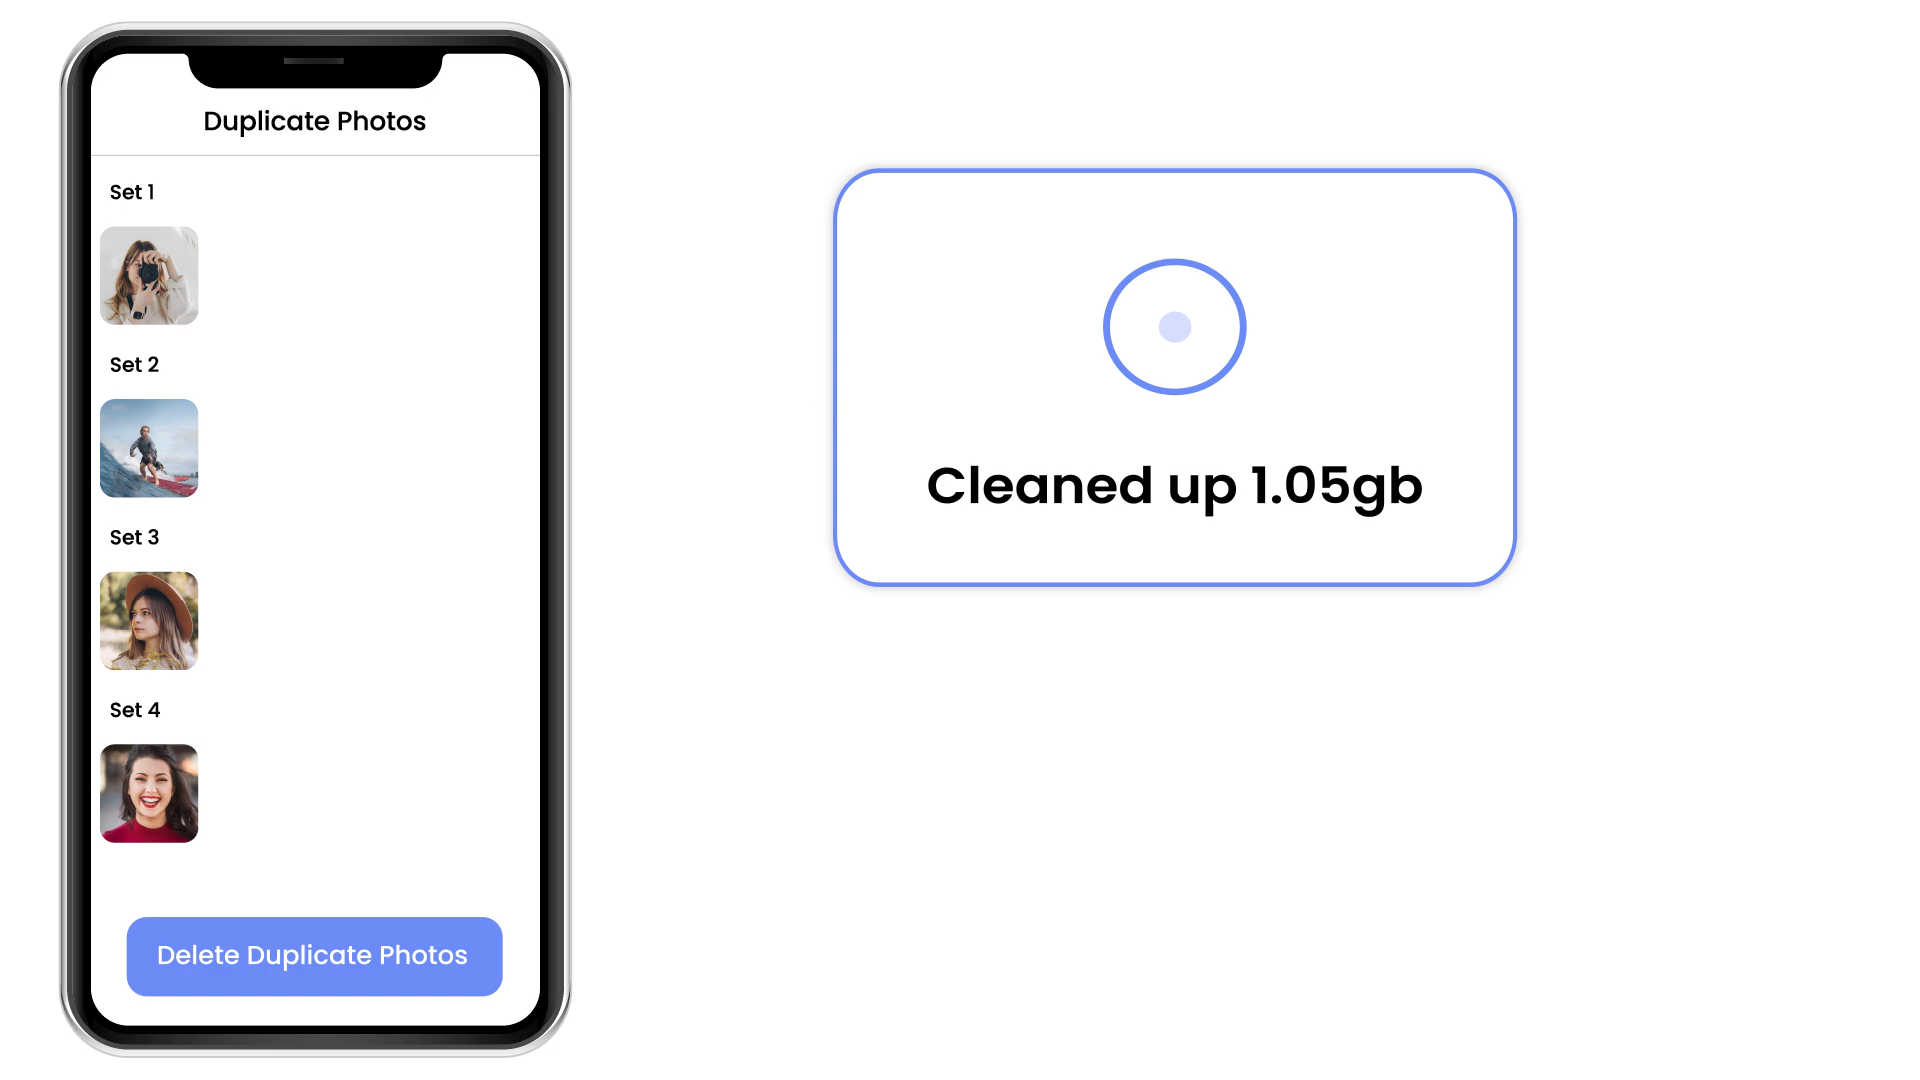 Duplicate Photos
Set 1
Set 2
Set 3
Set 4
Delete Duplicate Photos
Cleaned up 1.05gb